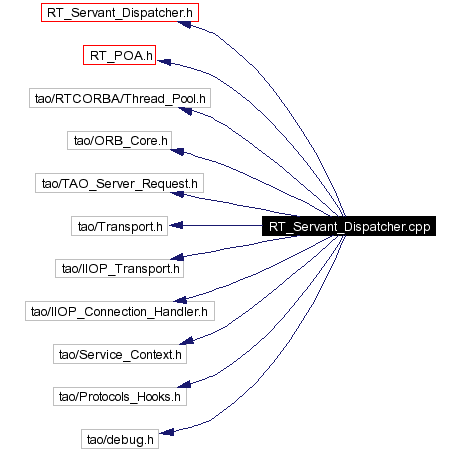 RT_Servant_Dispatcher.h
RT_POA.h
tao/RTCORBA/Thread_Pool.h
tao/ORB_Core.h
tao/TAO_Server_Request.h
tao/Transport.h
RT_Servant_Dispatcher.cpp
tao/IIOP_Transport.h
tao/IIOP_Connection_Handler.h
tao/Service_Context.h
tao/Protocols_Hooks.h
tao/debug.h